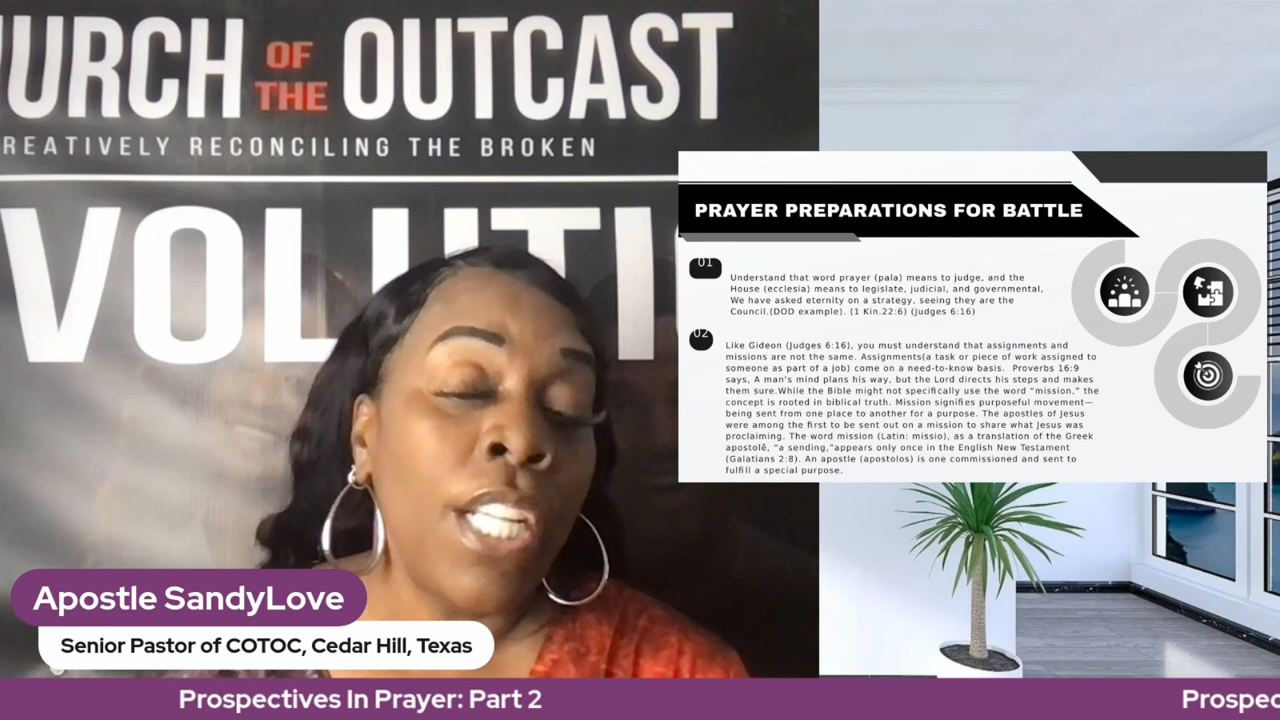 HURCH OF THE OUTCAST
REATIVELY RECONCILING THE BROKEN
VOLUTI
PRAYER PREPARATIONS FOR BATTLE
01
Understand that word prayer (pala) means to judge, and the
House (ecclesia) means to legislate, judicial, and governmental,
We have asked eternity on a strategy, seeing they are the
Council.(DOD example). (1 Kin.22:6) (Judges 6:16)
02
Like Gideon (Judges 6:16), you must understand that assignments and
missions are not the same. Assignments(a task or piece of work assigned to
someone as part of a job) come on a need-to-know basis. Proverbs 16:9
says, A man's mind plans his way, but the Lord directs his steps and makes
them sure.While the Bible might not specifically use the word "mission," the
concept is rooted in biblical truth. Mission signifies purposeful movement—
being sent from one place to another for a purpose. The apostles of Jesus
were among the first to be sent out on a mission to share what Jesus was
proclaiming. The word mission (Latin: missio), as a translation of the Greek
apostolē, "a sending,"appears only once in the English New Testament
(Galatians 2:8). An apostle (apostolos) is one commissioned and sent to
fulfill a special purpose.
Apostle SandyLove
Senior Pastor of COTOC, Cedar Hill, Texas
Prospectives In Prayer: Part 2
Prospec